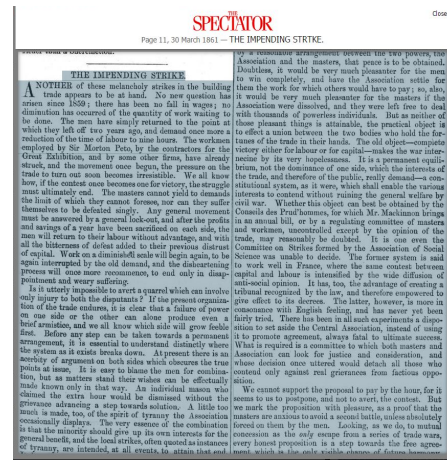 Close
THE
SPECTATOR
Page 11, 30 March 1861 — THE IMPENDING STRIKE.
THE IMPENDING STRIKE.
ANOTHER of these melancholy strikes in the building
trade appears to be at hand. No new question has
risen since 1859; there has been no fall in wages; no
diminution has occurred of the quantity of work waiting to
be done. The men have simply returned to the point at
which they left off two years ago, and demand once more a
reduction of the time of labour to nine hours. The workmen
employed by Sir Morton Peto, by the contractors for the
Great Exhibition, and by some other firms, have already
struck, and the movement once begun, the pressure on the
trade to turn out soon becomes irresistible. We all know
how, if the contest once becomes one for victory, the struggle
must ultimately end. The masters cannot yield to demands
the limit of which they cannot foresee, nor can they suffer
themselves to be defeated singly. Any general movement
must be answered by a general lock-out, and after the profits
and savings of a year have been sacrificed on each side, the
men will return to their labour without advantage, and with
all the bitterness of defeat added to their previous distrust
of capital. Work on a diminished scale will begin again, to be
again interrupted by the old demand, and the disheartening
process will once more recommence, to end only in disap-
pointment and weary suffering.
Is it utterly impossible to avert a quarrel which can involve
only injury to both the disputants? If the present organiza-
tion of the trade endures, it is clear that a failure of power
on one side or the other can alone produce even a
brief armistice, and we all know which side will grow feeble
first. Before any step can be taken towards a permanent
arrangement, it is essential to understand distinctly where
the system as it exists breaks down. At present there is an
acerbity of argument on both sides which obscures the true
points at issue. It is easy to blame the men for combina-
tion, but as matters stand their wishes can be effectually
made known only in that way. An individual mason who
claimed the extra hour would be dismissed without the
grievance advancing a step towards solution. A little too
much is made, too, of the spirit of tyranny the Association
occasionally displays. The very essence of the combination
is that the minority should give up its own interests for the
general benefit, and the local strikes, often quoted as instances
of tyranny, are intended, at all events, to attain that end
by a reasonable arrangement between the two powers, the
Association and the masters, that peace is to be obtained.
Doubtless, it would be very much pleasanter for the men
to win completely, and have the Association settle for
them the work for which others would have to pay; so, also,
it would be very much pleasanter for the masters if the
Association were dissolved, and they were left free to deal
with thousands of powerless individuals. But as neither of
those pleasant things is attainable, the practical object is
to effect a union between the two bodies who hold the for-
tunes of the trade in their hands. The old object—complete
victory either for labour or for capital—makes the war inter-
necine by its very hopelessness. It is a permanent equili-
brium, not the dominance of one side, which the interests of
the trade, and therefore of the public, really demand—a con-
stitutional system, as it were, which shall enable the various
interests to contend without ruining the general welfare by
civil war. Whether this object can best be obtained by the
Conseils des Prud'hommes, for which Mr. Mackinnon brings
in an annual bill, or by a regulating committee of masters
and workmen, uncontrolled except by the opinion of the
trade, may reasonably be doubted. It is one even the
Committee on Strikes formed by the Association of Social
Science was unable to decide. The former system is said
to work well in France, where the same contest between
capital and labour is intensified by the wide diffusion of
anti-social opinion. It has, too, the advantage of creating a
tribunal recognized by the law, and therefore empowered to
give effect to its decrees. The latter, however, is more in
consonance with English feeling, and has never yet been
fairly tried. There has been in all such experiments a dispo-
sition to set aside the Central Association, instead of using
it to promote agreement, always fatal to ultimate success.
What is required is a committee to which both masters and
Association can look for justice and consideration, and
whose decision once uttered would detach all those who
contend only against real grievances from factious oppo-
sition.
We cannot support the proposal to pay by the hour, for it
seems to us to postpone, and not to avert, the contest. But
we mark the proposition with pleasure, as a proof that the
masters are anxious to avoid a second battle, unless absolutely
forced on them by the men. Looking, as we do, to mutual
concession as the only escape from a series of trade wars,
every honest proposition is a step towards the free agree-
ment which is the only visible chance of future